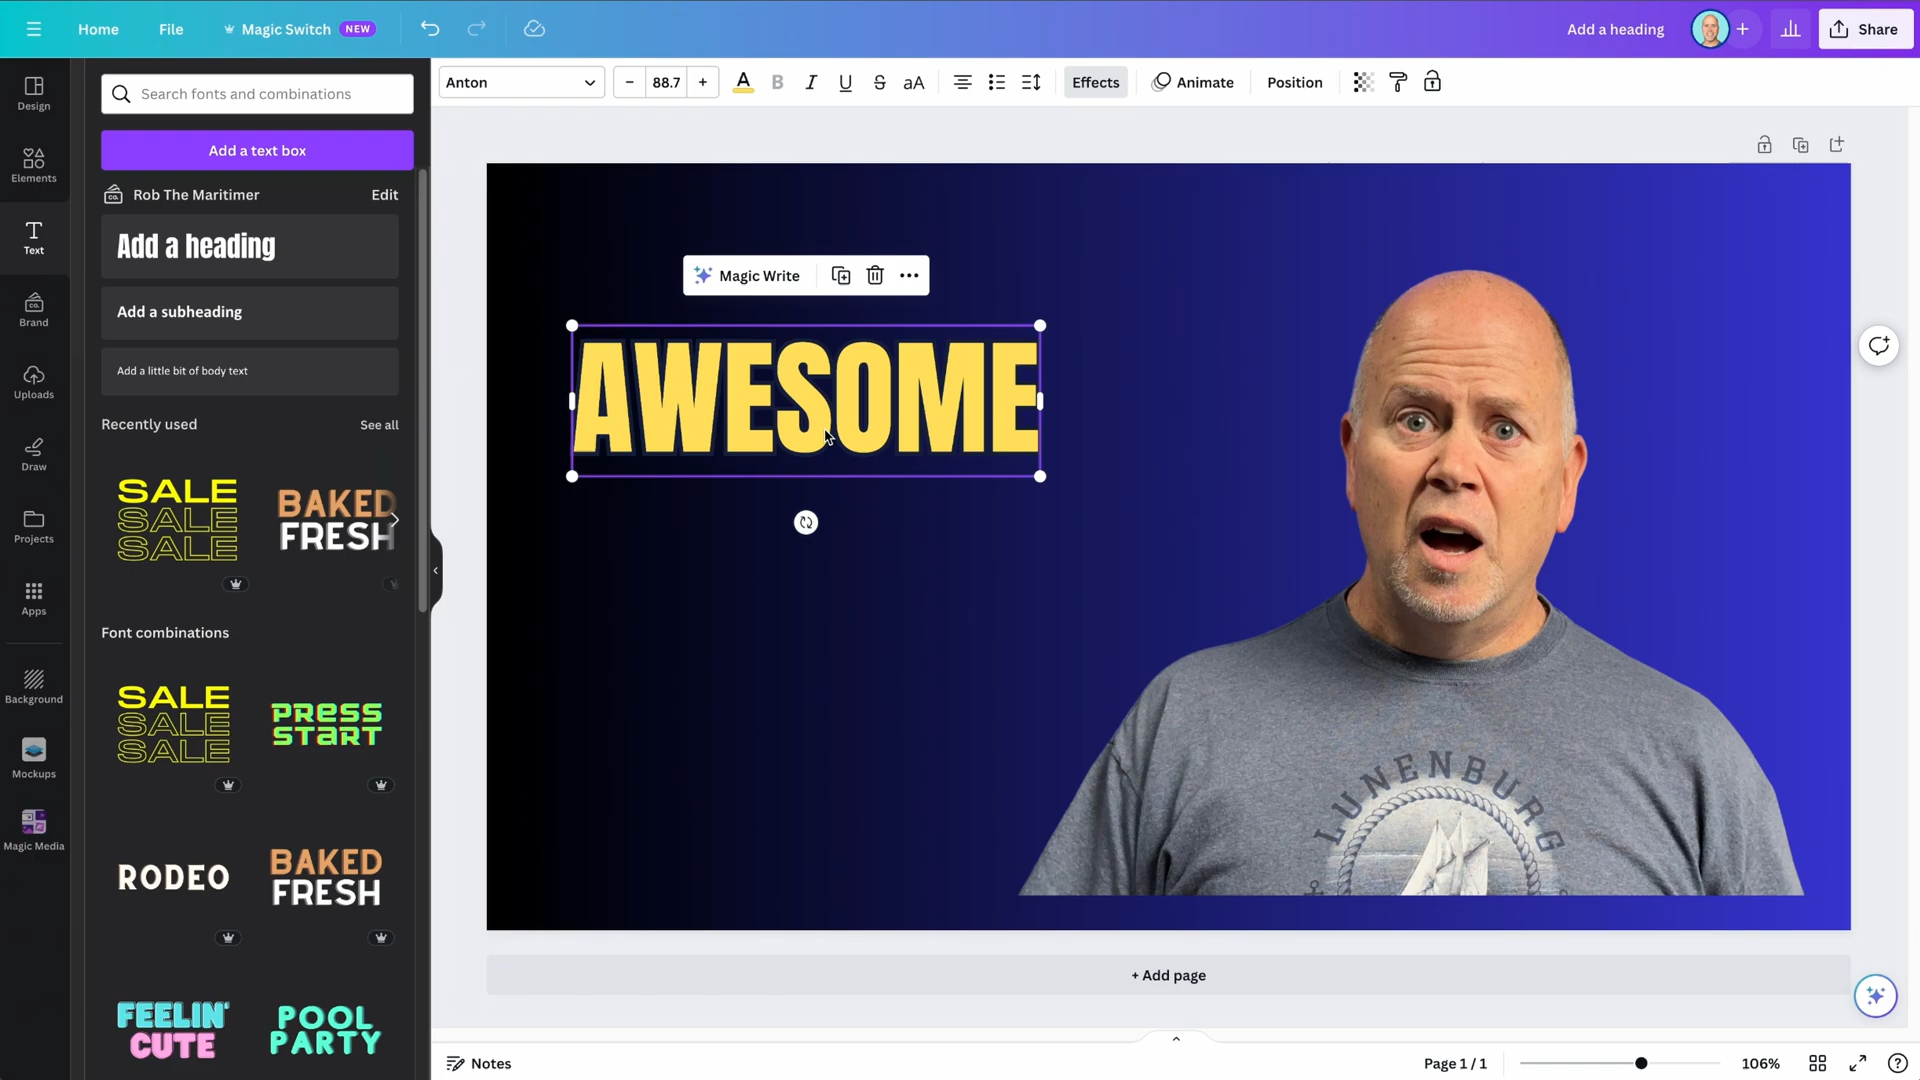 Home File Magic Switch NEW Add a heading Share
Anton 88.7 A B I U S aA Effects Animate Position
Search fonts and combinations
Add a text box
Rob The Maritimer Edit
Add a heading
Add a subheading
Add a little bit of body text
Recently used See all
SALE
SALE
SALE
BAKED
FRESH
Font combinations
SALE
SALE
SALE
PRESS
START
RODEO
BAKED
FRESH
FEELIN'
CUTE
POOL
PARTY
Design
Elements
Text
Brand
Uploads
Draw
Projects
Apps
Background
Mockups
Magic Media
Magic Write
AWESOME
LUNENBURG
+ Add page
Notes Page 1 / 1 106%